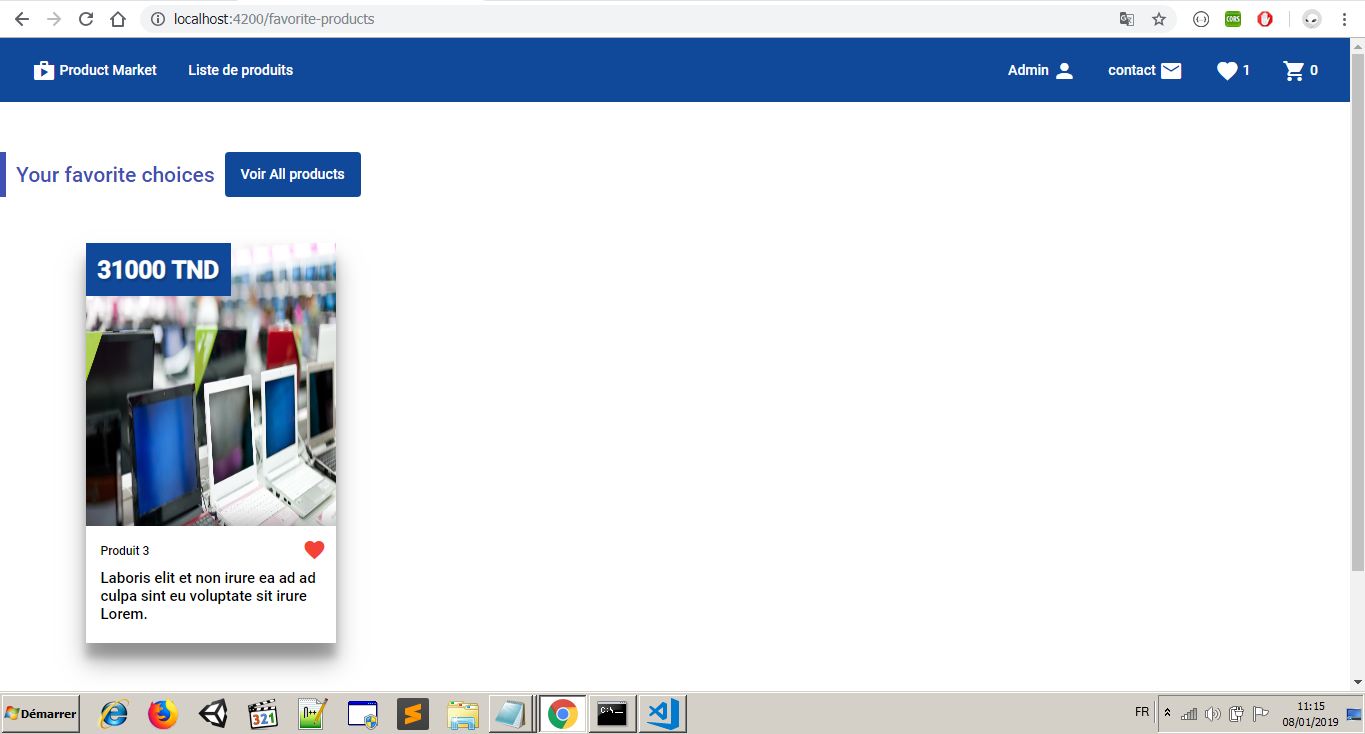 localhost:4200/favorite-products
CORS
Product Market
Liste de produits
Admin
contact
1
0
Your favorite choices
Voir All products
31000 TND
Produit 3
Laboris elit et non irure ea ad ad
culpa sint eu voluptate sit irure
Lorem.
Démarrer
321
N++
C:\.
FR
11:15
08/01/2019